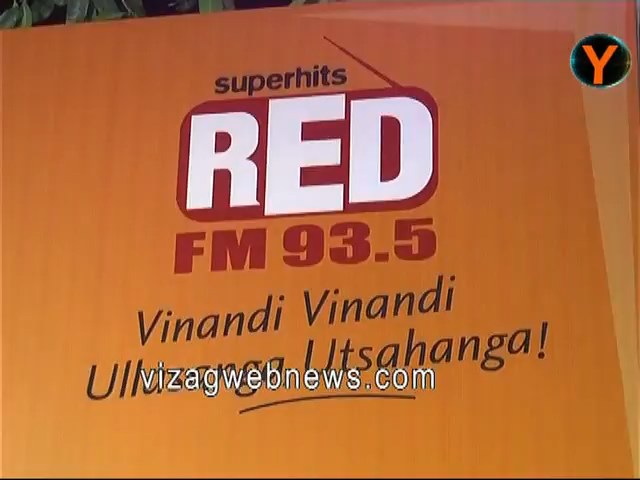 Y
superhits
RED
FM 93.5
Vinandi Vinandi
Utsahanga!
vizagwebnews.com